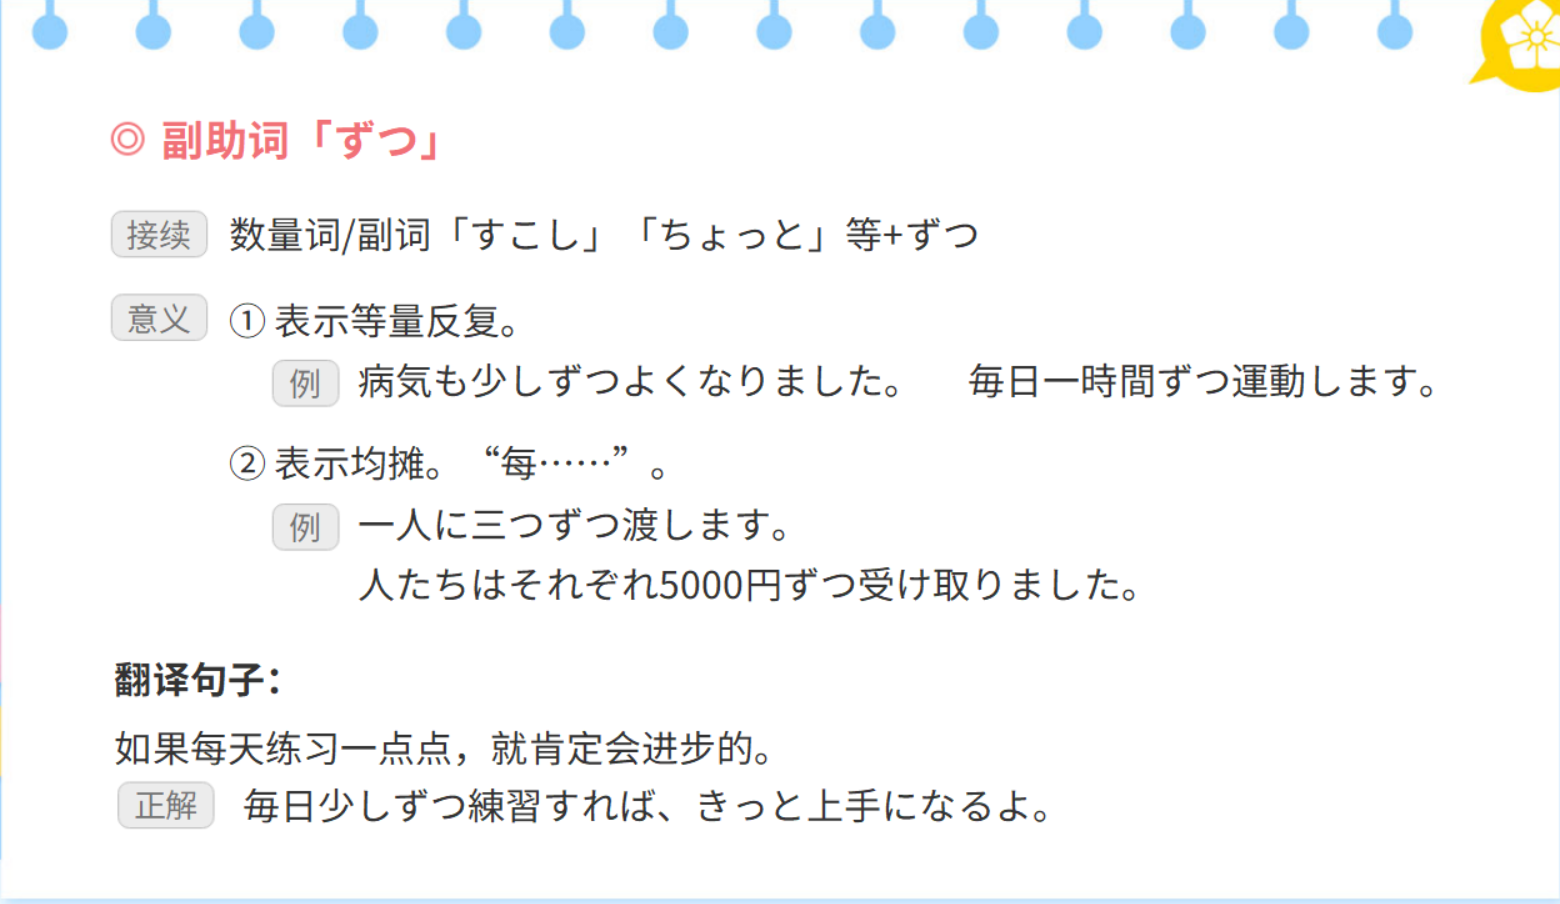 ◎ 副助词「ずつ」
接续 数量词/副词「すこし」「ちょっと」等+ずつ
意义 ① 表示等量反复。
例 病気も少しずつよくなりました。 毎日一時間ずつ運動します。
② 表示均摊。“每……”。
例 一人に三つずつ渡します。
人たちはそれぞれ5000円ずつ受け取りました。
翻译句子：
如果每天练习一点点，就肯定会进步的。
正解 毎日少しずつ練習すれば、きっと上手になるよ。